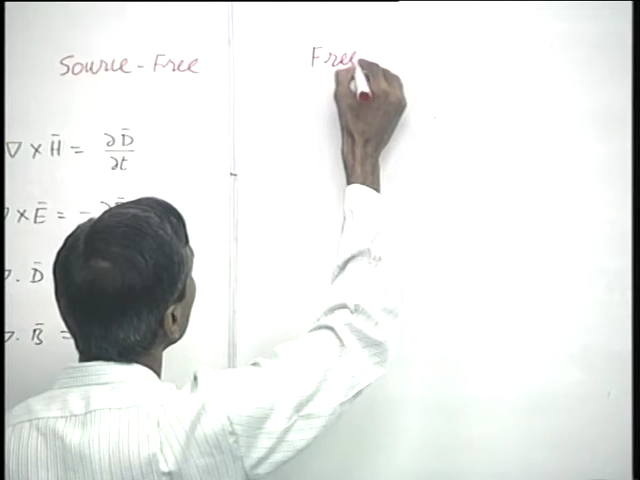 Source-Free
Free
∇ × H̄ = ∂D̄/∂t
∇ × Ē = -
∇ . D̄
∇ . B̄ =